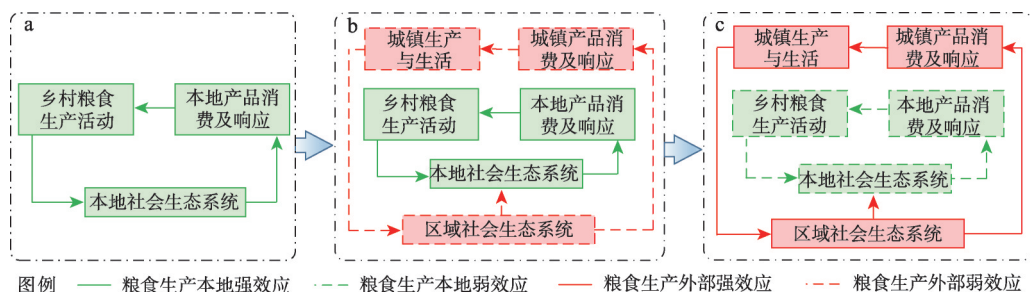 a
乡村粮食
生产活动
本地产品消
费及响应
本地社会生态系统
b
城镇生产
与生活
城镇产品消
费及响应
乡村粮食
生产活动
本地产品消
费及响应
本地社会生态系统
区域社会生态系统
c
城镇生产
与生活
城镇产品消
费及响应
乡村粮食
生产活动
本地产品消
费及响应
本地社会生态系统
区域社会生态系统
图例 粮食生产本地强效应 粮食生产本地弱效应 粮食生产外部强效应 粮食生产外部弱效应